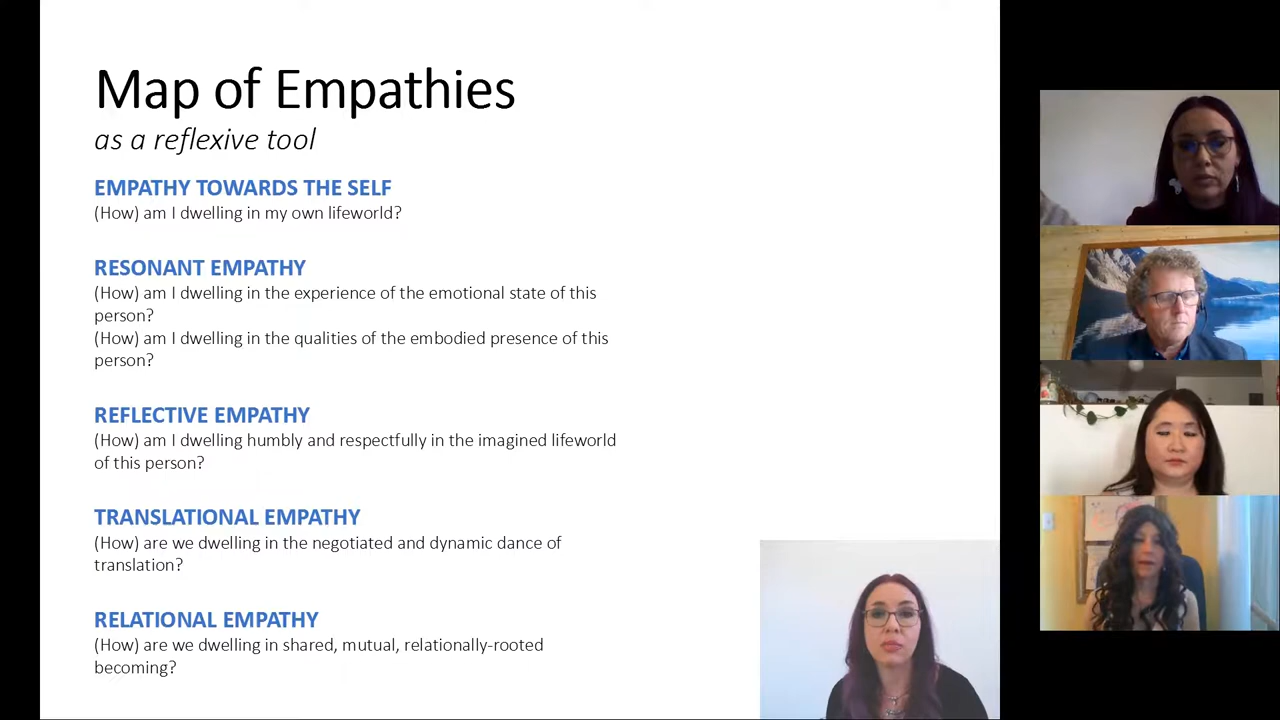 Map of Empathies
as a reflexive tool
EMPATHY TOWARDS THE SELF
(How) am I dwelling in my own lifeworld?
RESONANT EMPATHY
(How) am I dwelling in the experience of the emotional state of this
person?
(How) am I dwelling in the qualities of the embodied presence of this
person?
REFLECTIVE EMPATHY
(How) am I dwelling humbly and respectfully in the imagined lifeworld
of this person?
TRANSLATIONAL EMPATHY
(How) are we dwelling in the negotiated and dynamic dance of
translation?
RELATIONAL EMPATHY
(How) are we dwelling in shared, mutual, relationally-rooted
becoming?